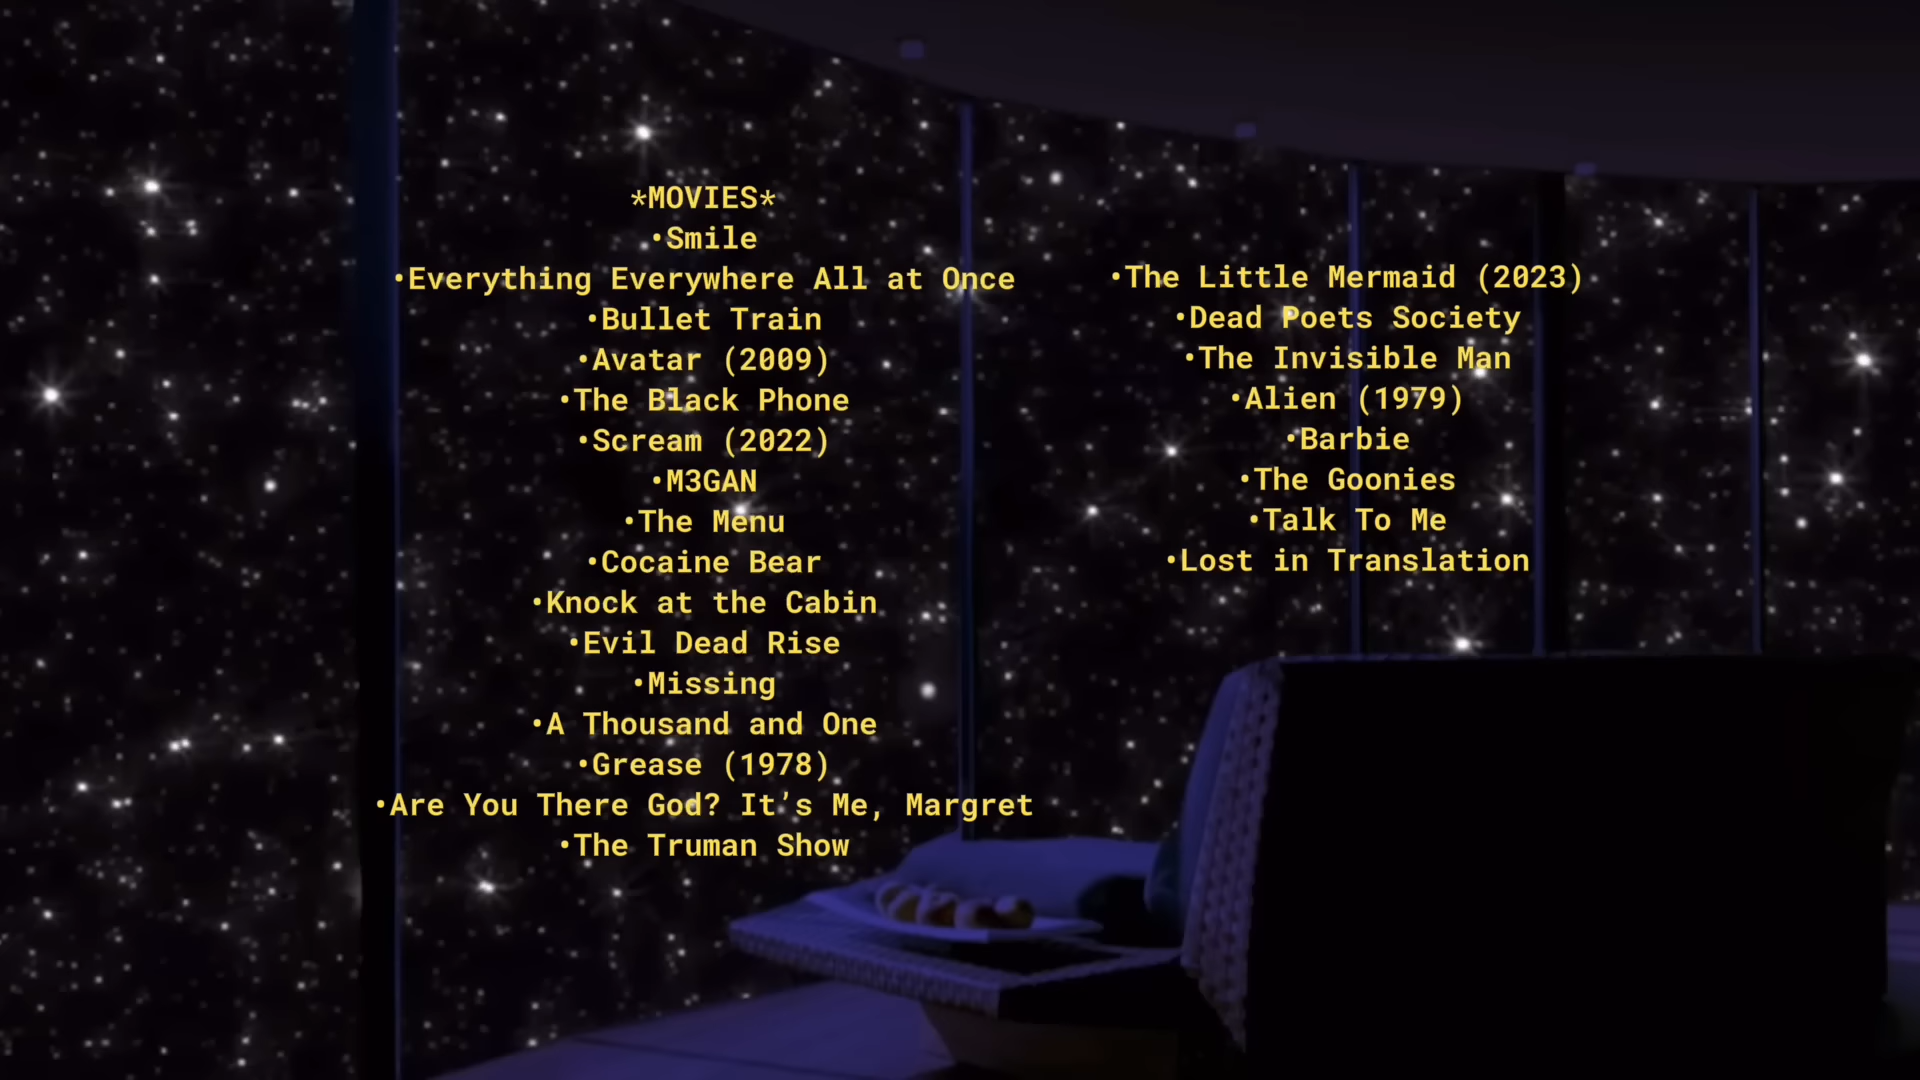 *MOVIES*
•Smile
•Everything Everywhere All at Once
•Bullet Train
•Avatar (2009)
•The Black Phone
•Scream (2022)
•M3GAN
•The Menu
•Cocaine Bear
•Knock at the Cabin
•Evil Dead Rise
•Missing
•A Thousand and One
•Grease (1978)
•Are You There God? It’s Me, Margret
•The Truman Show
•The Little Mermaid (2023)
•Dead Poets Society
•The Invisible Man
•Alien (1979)
•Barbie
•The Goonies
•Talk To Me
•Lost in Translation